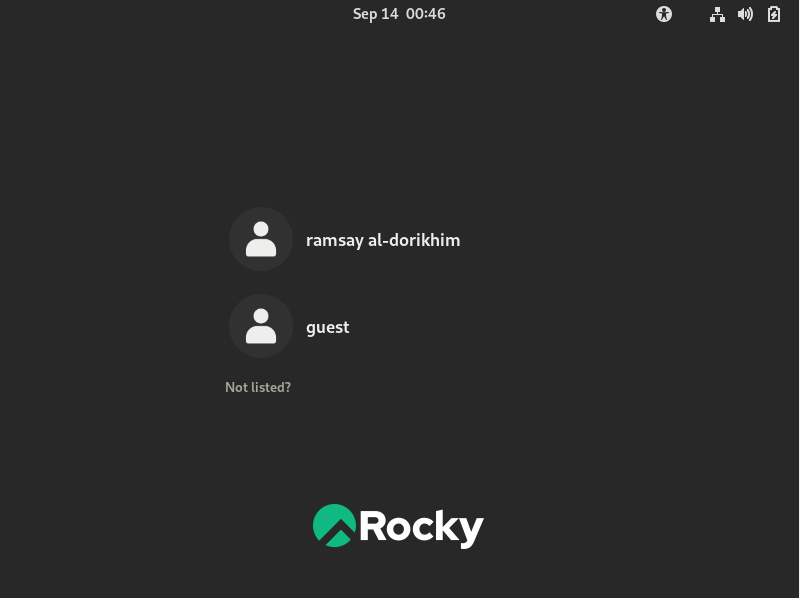 Sep 14 00:46
ramsay al-dorikhim
guest
Not listed?
Rocky